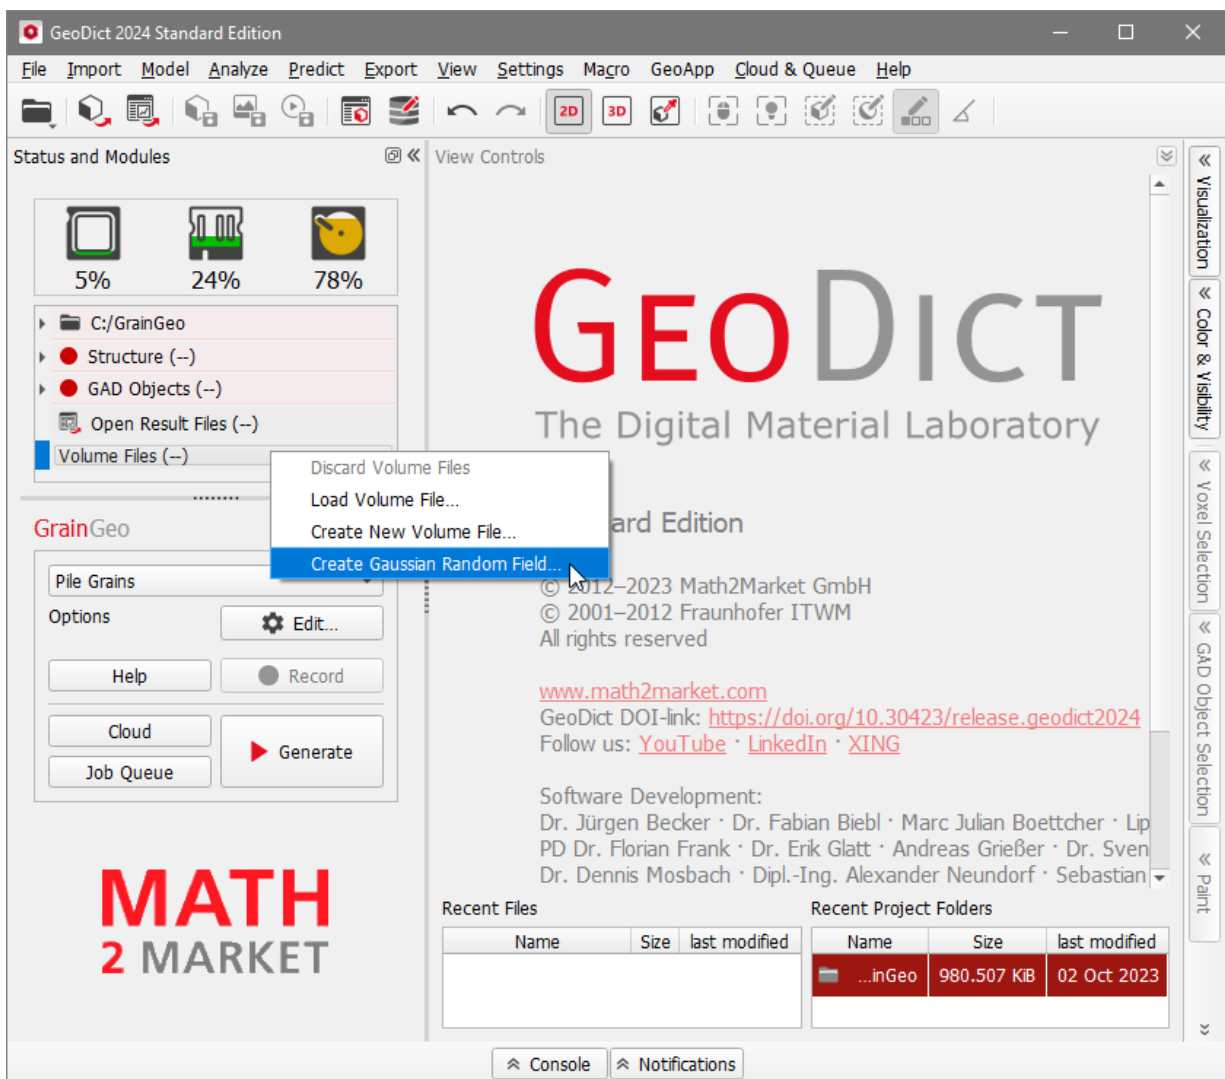 GeoDict 2024 Standard Edition
File Import Model Analyze Predict Export View Settings Macro GeoApp Cloud & Queue Help
2D 3D
Status and Modules
5% 24% 78%
C:/GrainGeo
Structure (--)
GAD Objects (--)
Open Result Files (--)
Volume Files (--)
Discard Volume Files
Load Volume File...
Create New Volume File...
Create Gaussian Random Field...
GrainGeo
Pile Grains
Options
Edit...
Help
Record
Cloud
Job Queue
Generate
MATH
2 MARKET
View Controls
GEODICT
The Digital Material Laboratory
ard Edition
© 2012–2023 Math2Market GmbH
© 2001–2012 Fraunhofer ITWM
All rights reserved
www.math2market.com
GeoDict DOI-link: https://doi.org/10.30423/release.geodict2024
Follow us: YouTube · LinkedIn · XING
Software Development:
Dr. Jürgen Becker · Dr. Fabian Biebl · Marc Julian Boettcher · Lip
PD Dr. Florian Frank · Dr. Erik Glatt · Andreas Grießer · Dr. Sven
Dr. Dennis Mosbach · Dipl.-Ing. Alexander Neundorf · Sebastian
Recent Files
Name Size last modified
Recent Project Folders
Name Size last modified
...inGeo 980.507 KiB 02 Oct 2023
Visualization
Color & Visibility
Voxel Selection
GAD Object Selection
Paint
Console
Notifications